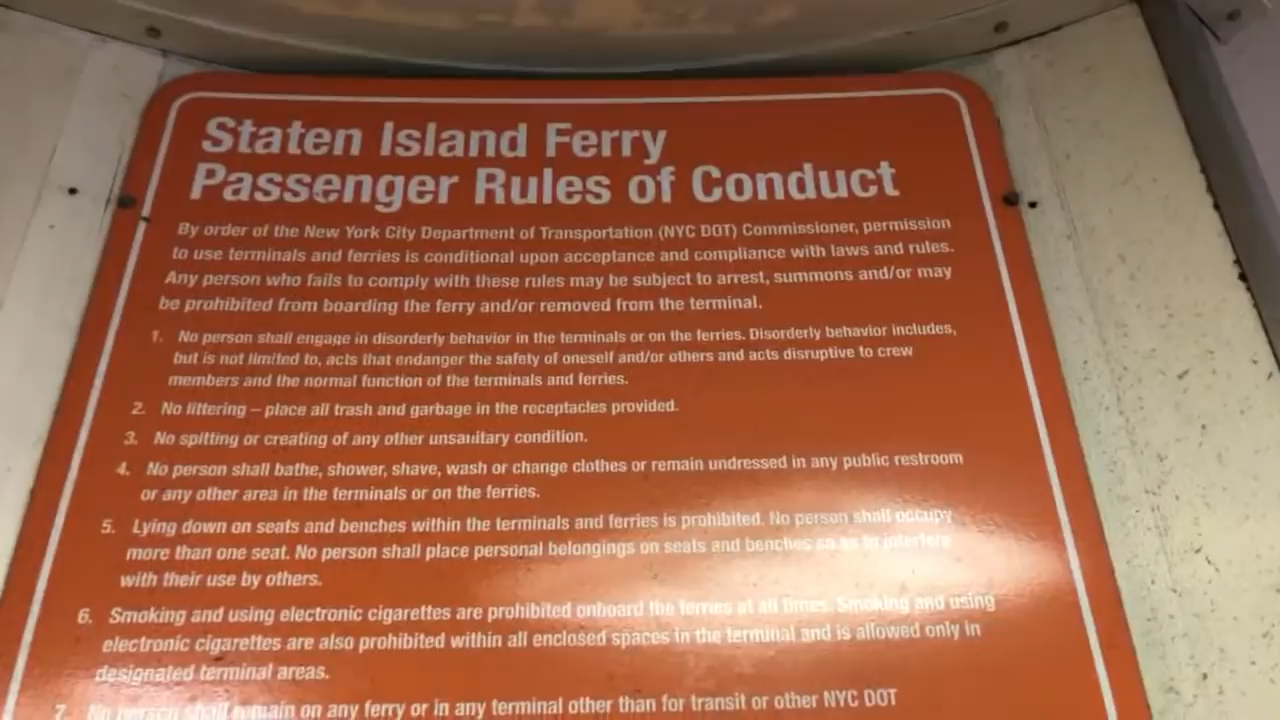 Staten Island Ferry
Passenger Rules of Conduct
By order of the New York City Department of Transportation (NYC DOT) Commissioner, permission
to use terminals and ferries is conditional upon acceptance and compliance with laws and rules.
Any person who fails to comply with these rules may be subject to arrest, summons and/or may
be prohibited from boarding the ferry and/or removed from the terminal.
1. No person shall engage in disorderly behavior in the terminals or on the ferries. Disorderly behavior includes,
but is not limited to, acts that endanger the safety of oneself and/or others and acts disruptive to crew
members and the normal function of the terminals and ferries.
2. No littering – place all trash and garbage in the receptacles provided.
3. No spitting or creating of any other unsanitary condition.
4. No person shall bathe, shower, shave, wash or change clothes or remain undressed in any public restroom
or any other area in the terminals or on the ferries.
5. Lying down on seats and benches within the terminals and ferries is prohibited. No person shall occupy
more than one seat. No person shall place personal belongings on seats and benches so as to interfere
with their use by others.
6. Smoking and using electronic cigarettes are prohibited onboard the ferries at all times. Smoking and using
electronic cigarettes are also prohibited within all enclosed spaces in the terminal and is allowed only in
designated terminal areas.
7. No person shall remain on any ferry or in any terminal other than for transit or other NYC DOT